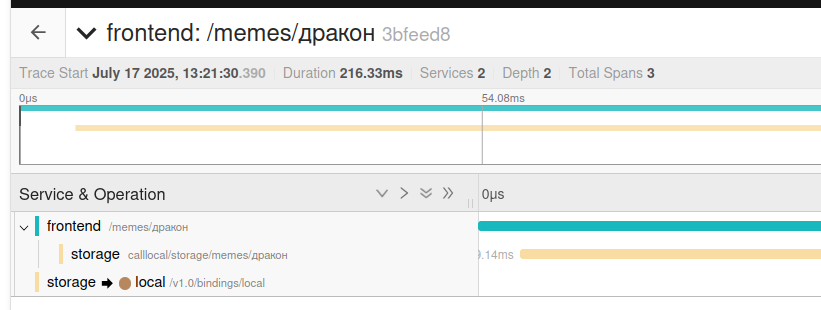 frontend: /memes/дракон 3bfeed8
Trace Start July 17 2025, 13:21:30.390 Duration 216.33ms Services 2 Depth 2 Total Spans 3
0μs 54.08ms
Service & Operation 0μs
frontend /memes/дракон
storage calllocal/storage/memes/дракон 9.14ms
storage ➡ local /v1.0/bindings/local